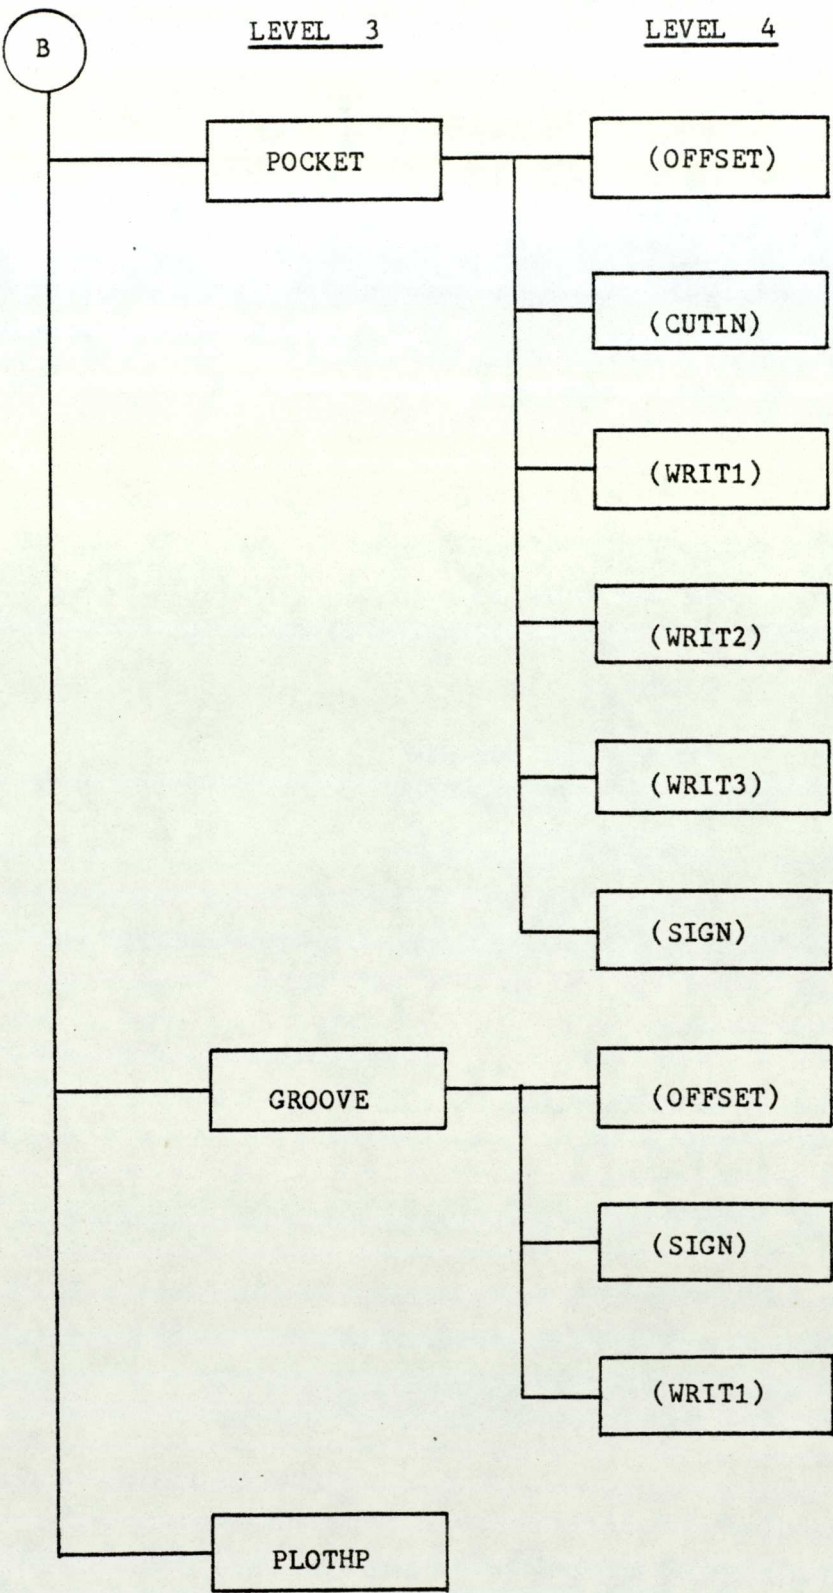 B LEVEL 3 LEVEL 4
POCKET (OFFSET)
(CUTIN)
(WRIT1)
(WRIT2)
(WRIT3)
(SIGN)
GROOVE (OFFSET)
(SIGN)
(WRIT1)
PLOTHP